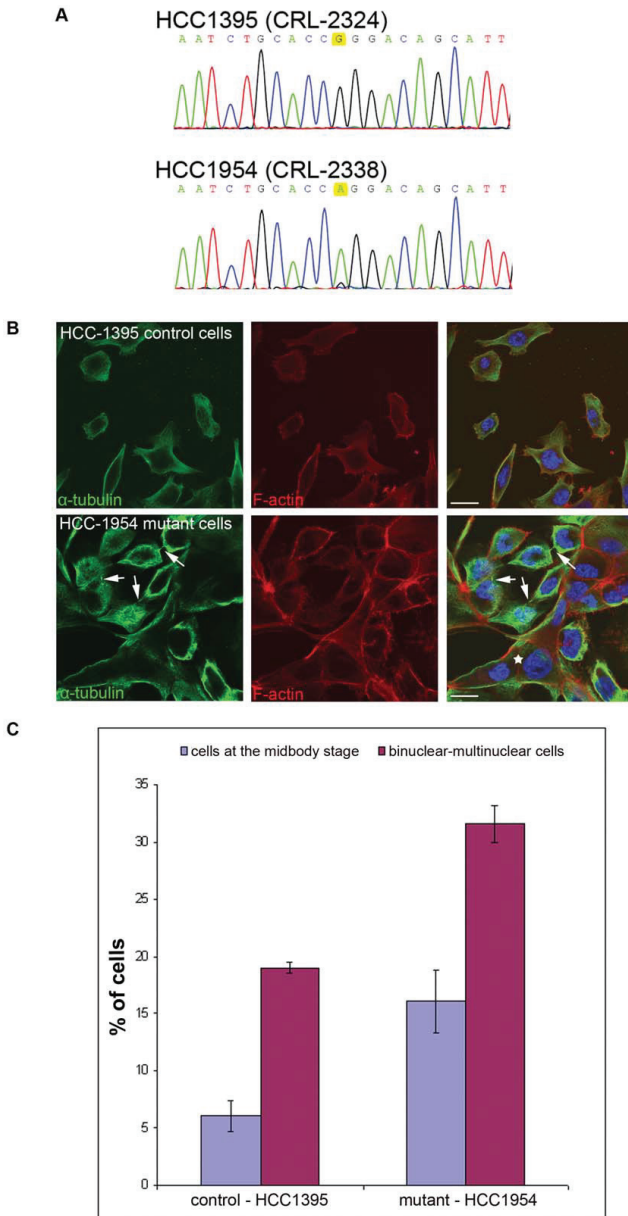 A
HCC1395 (CRL-2324)
A A T C T G C A C C G G G A C A G C A T T
HCC1954 (CRL-2338)
A A T C T G C A C C A G G A C A G C A T T
B
HCC-1395 control cells
α-tubulin
F-actin
HCC-1954 mutant cells
α-tubulin
F-actin
C
cells at the midbody stage
binuclear-multinuclear cells
% of cells
35
30
25
20
15
10
5
0
control - HCC1395
mutant - HCC1954